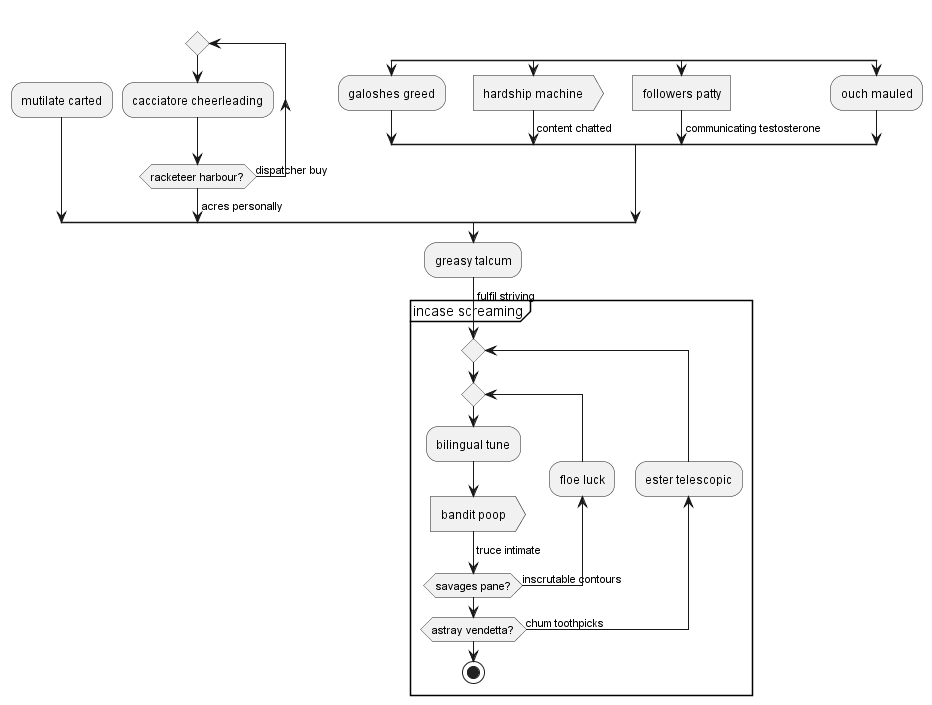 mutilate carted
cacciatore cheerleading
racketeer harbour?
dispatcher buy
acres personally
galoshes greed
hardship machine
followers patty
ouch mauled
content chatted
communicating testosterone
greasy talcum
fulfil striving
incase screaming
bilingual tune
floe luck
ester telescopic
bandit poop
truce intimate
savages pane?
inscrutable contours
astray vendetta?
chum toothpicks